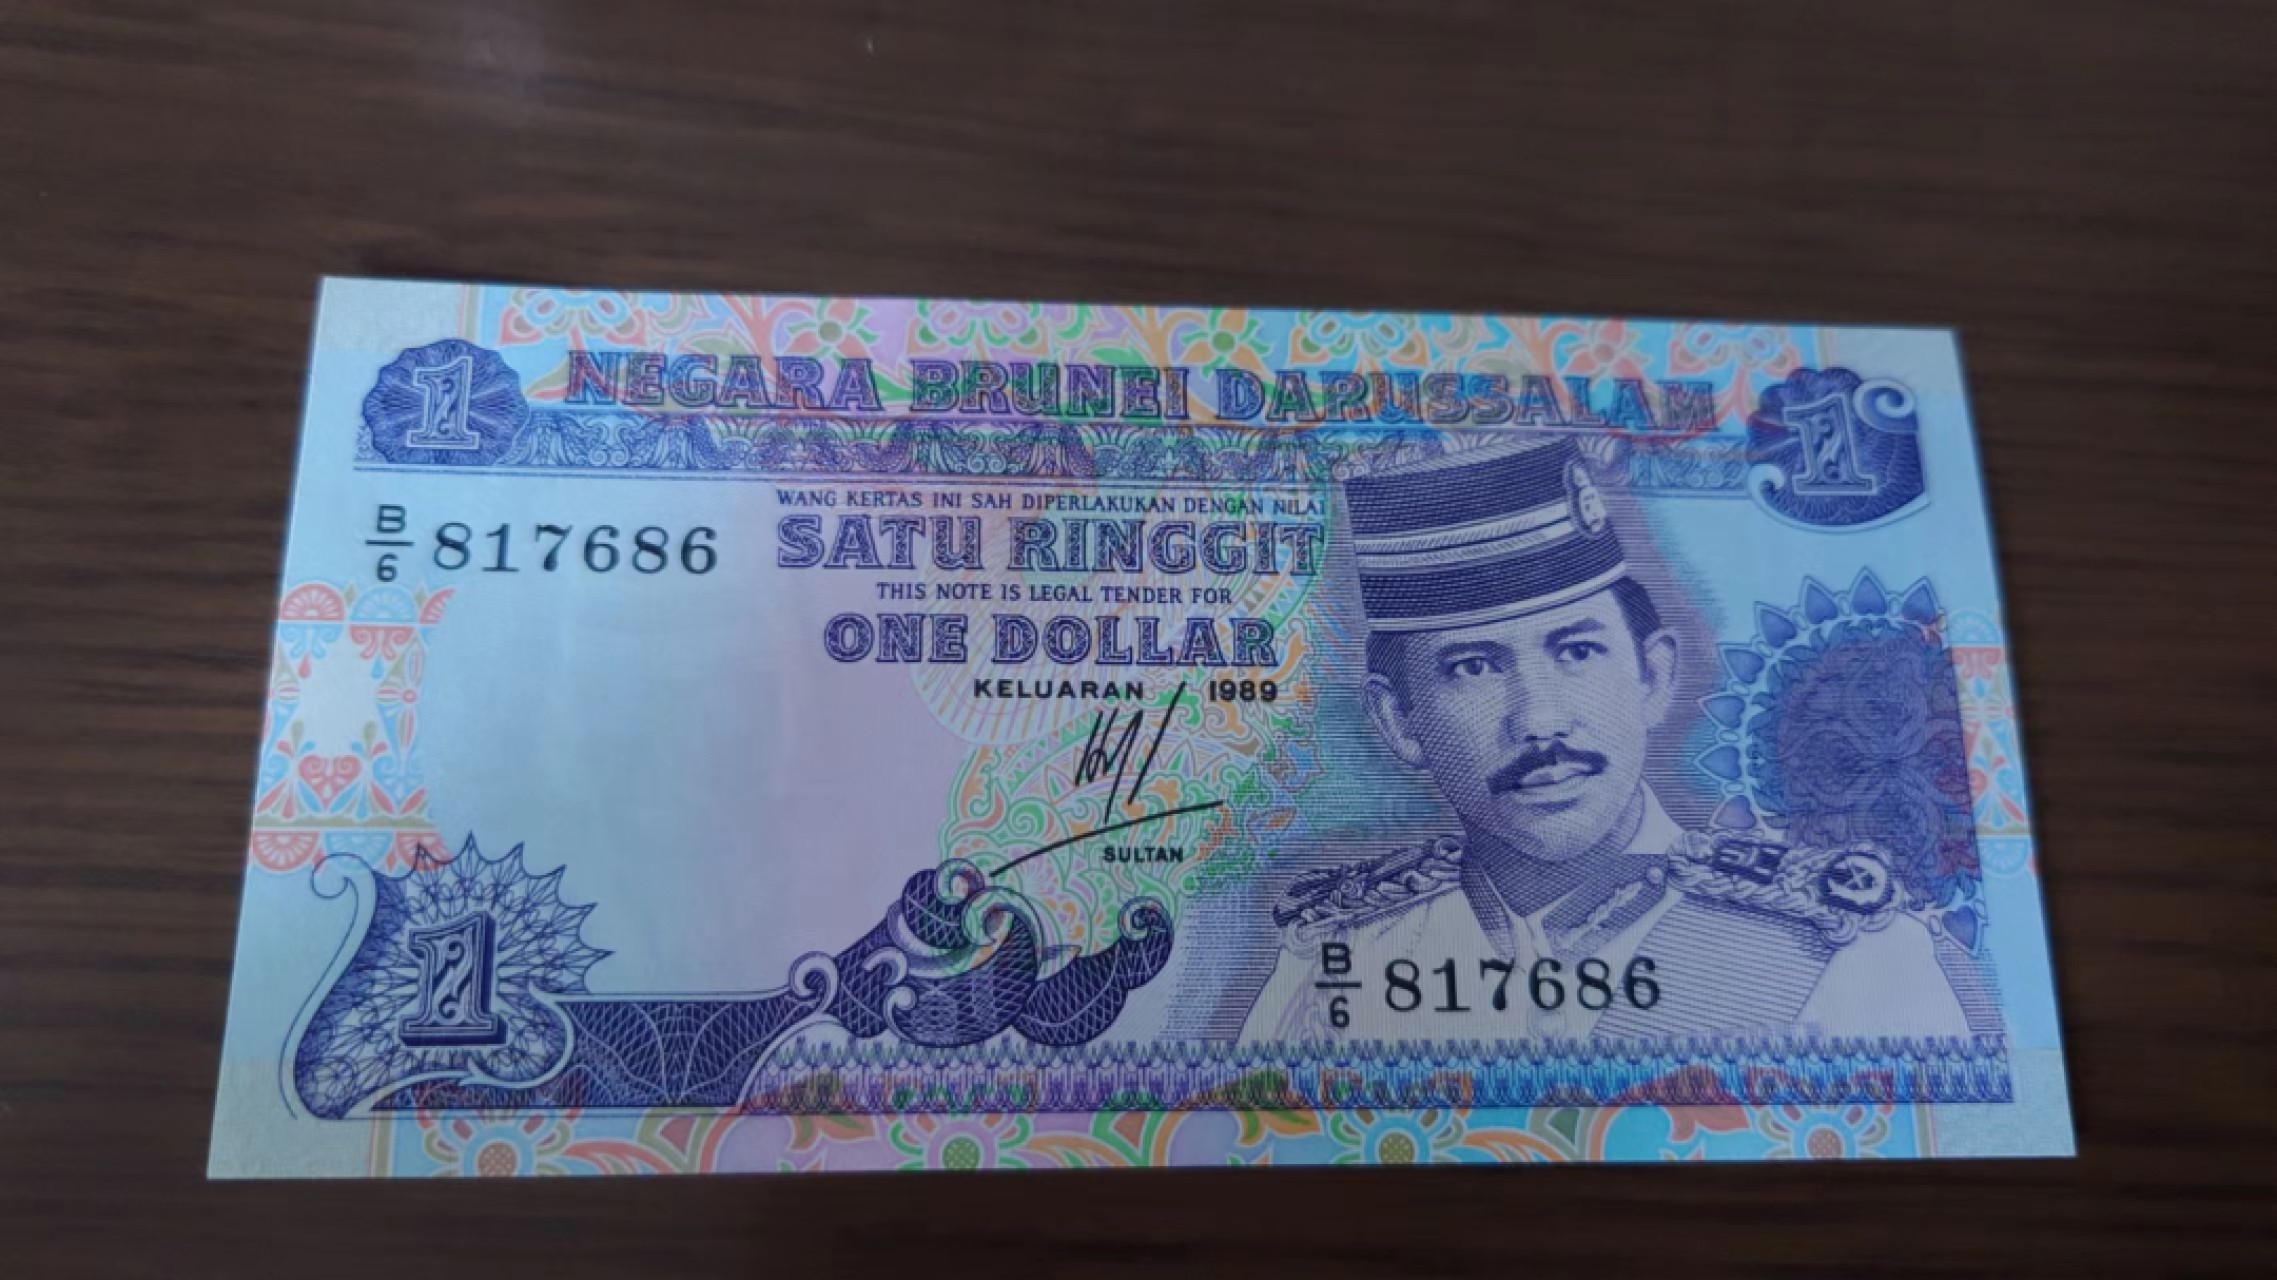 1 NEGARA BRUNEI DARUSSALAM 1
WANG KERTAS INI SAH DIPERLAKUKAN DENGAN NILAI
B/6 817686
SATU RINGGIT
THIS NOTE IS LEGAL TENDER FOR
ONE DOLLAR
KELUARAN 1989
SULTAN
1
B/6 817686